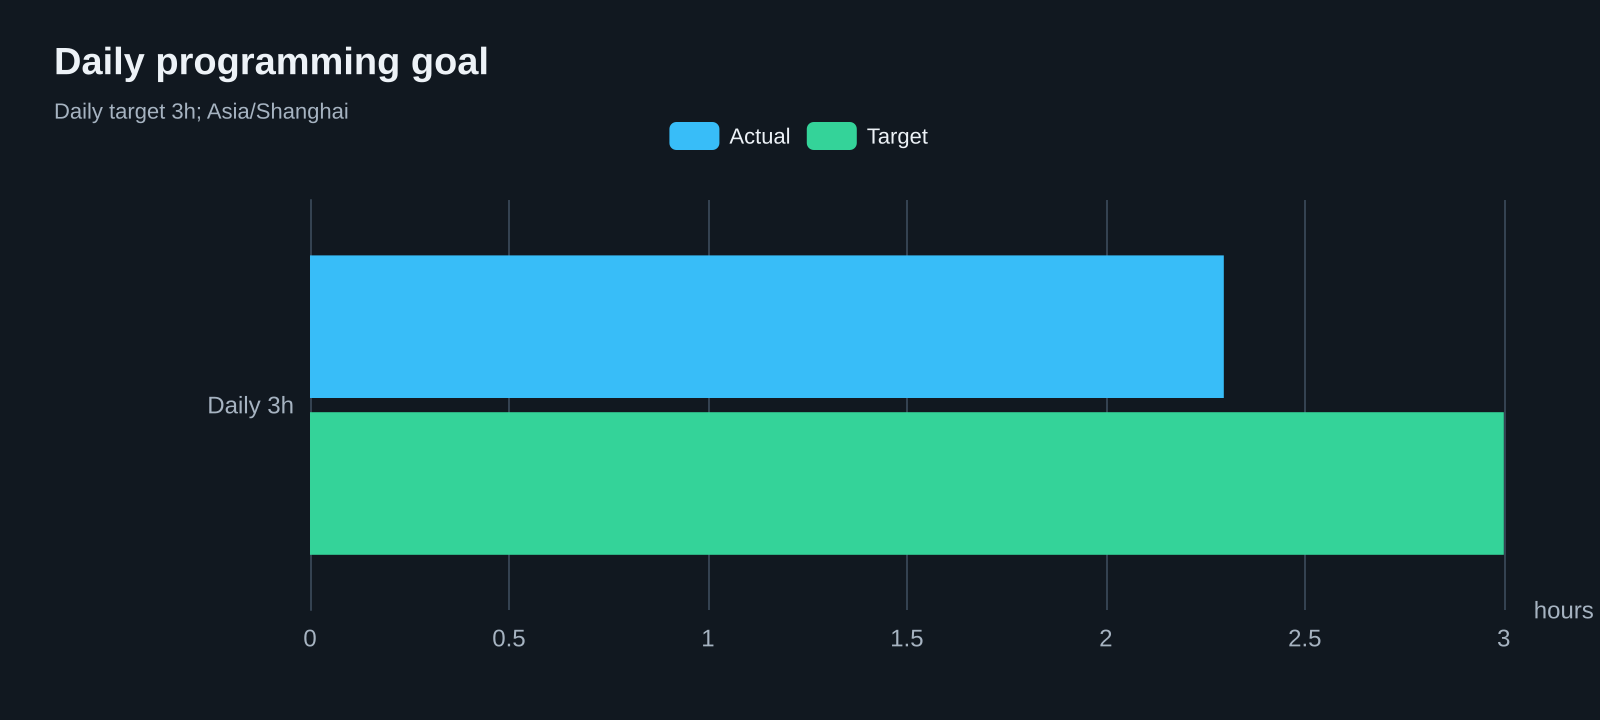 Daily programming goal
Daily target 3h; Asia/Shanghai
Actual Target
Daily 3h
hours
0 0.5 1 1.5 2 2.5 3